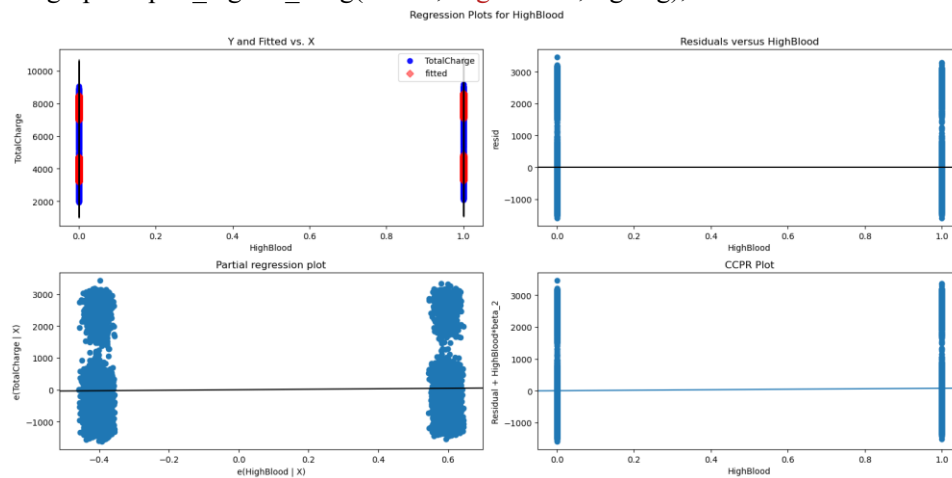 Regression Plots for HighBlood
Y and Fitted vs. X
TotalCharge
fitted
10000
8000
6000
4000
2000
TotalCharge
0.0 0.2 0.4 0.6 0.8 1.0
HighBlood
Residuals versus HighBlood
3000
2000
1000
0
−1000
resid
0.0 0.2 0.4 0.6 0.8 1.0
HighBlood
Partial regression plot
3000
2000
1000
0
−1000
e(TotalCharge | X)
−0.4 −0.2 0.0 0.2 0.4 0.6
e(HighBlood | X)
CCPR Plot
3000
2000
1000
0
−1000
Residual + HighBlood*beta_2
0.0 0.2 0.4 0.6 0.8 1.0
HighBlood